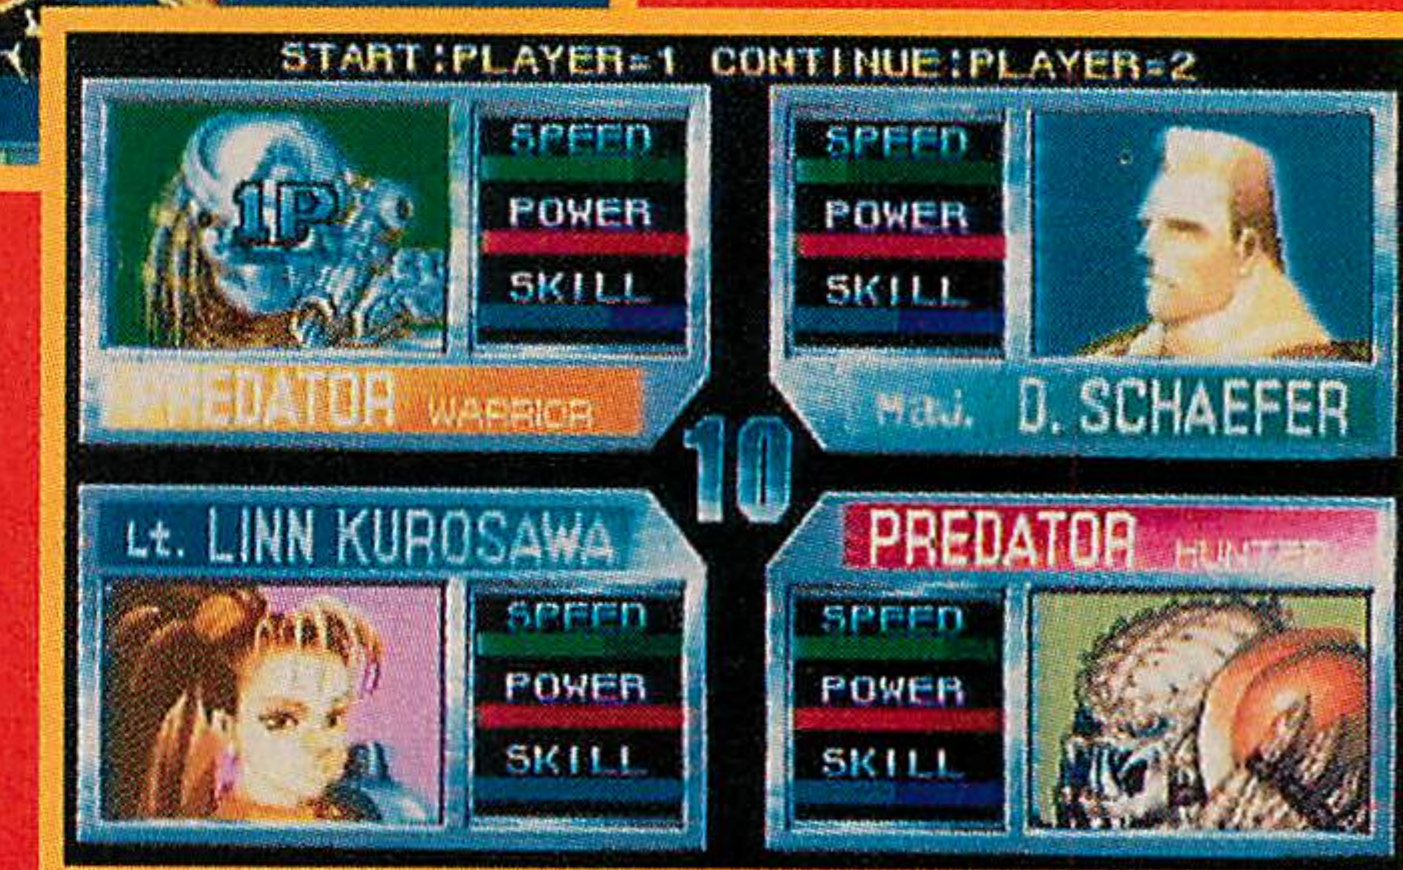 START:PLAYER=1 CONTINUE:PLAYER=2
1P
SPEED
POWER
SKILL
PREDATOR WARRIOR
SPEED
POWER
SKILL
Maj. D. SCHAEFER
10
Lt. LINN KUROSAWA
SPEED
POWER
SKILL
PREDATOR HUNTER
SPEED
POWER
SKILL